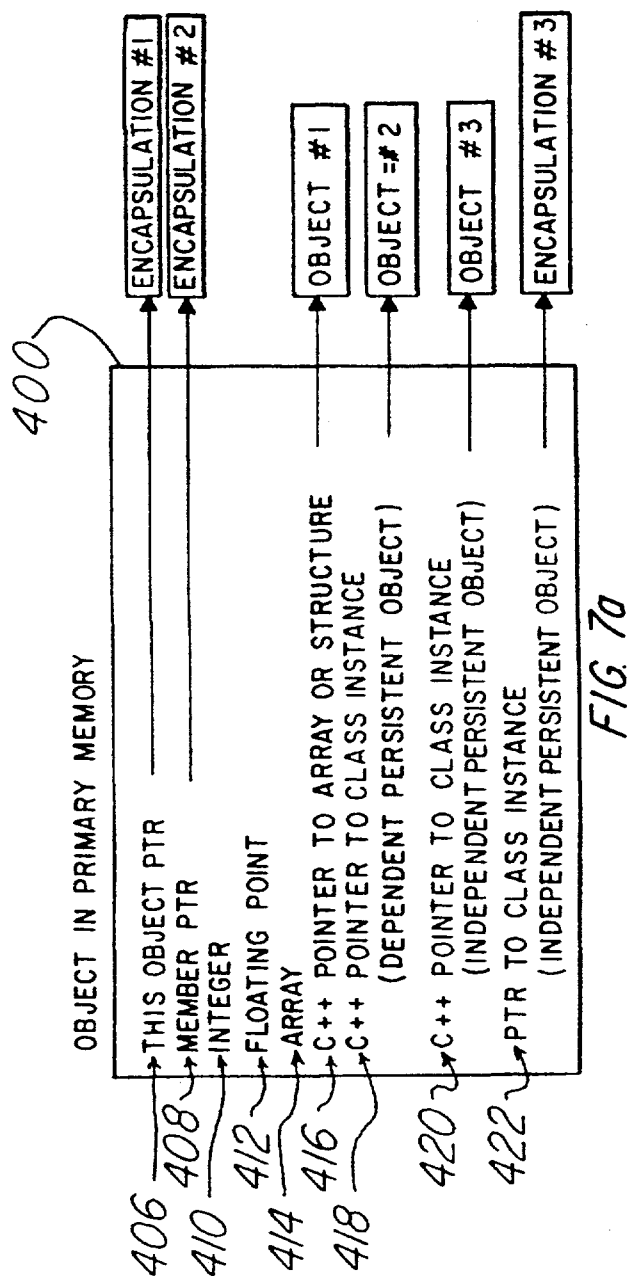 OBJECT IN PRIMARY MEMORY
400
406 THIS OBJECT PTR ENCAPSULATION #1
408 MEMBER PTR ENCAPSULATION #2
410 INTEGER
412 FLOATING POINT
414 ARRAY
416 C++ POINTER TO ARRAY OR STRUCTURE OBJECT #1
418 C++ POINTER TO CLASS INSTANCE
(DEPENDENT PERSISTENT OBJECT) OBJECT=#2
420 C++ POINTER TO CLASS INSTANCE OBJECT #3
(INDEPENDENT PERSISTENT OBJECT)
422 PTR TO CLASS INSTANCE
(INDEPENDENT PERSISTENT OBJECT) ENCAPSULATION #3
FIG. 7a